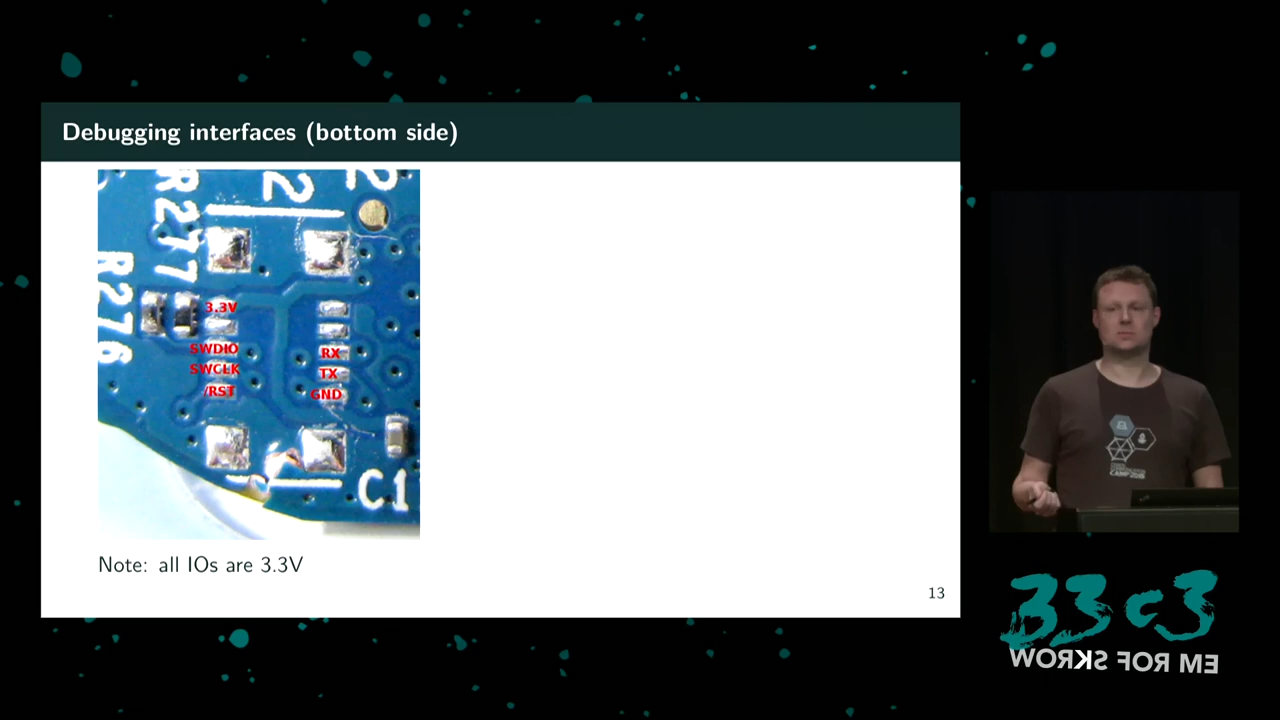 Debugging interfaces (bottom side)
R277
2
2
R276
3.3V
SWDIO
SWCLK
/RST
RX
TX
GND
C1
Note: all IOs are 3.3V
13
CAMP2015
33c3
WORKS FOR ME